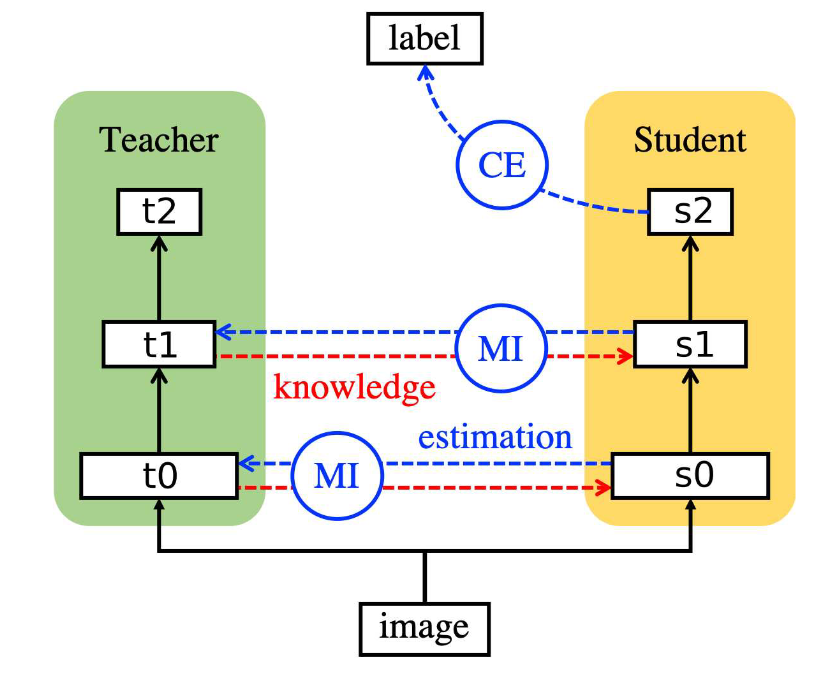 label
Teacher
CE
Student
t2
s2
t1
MI
s1
knowledge
estimation
t0
MI
s0
image